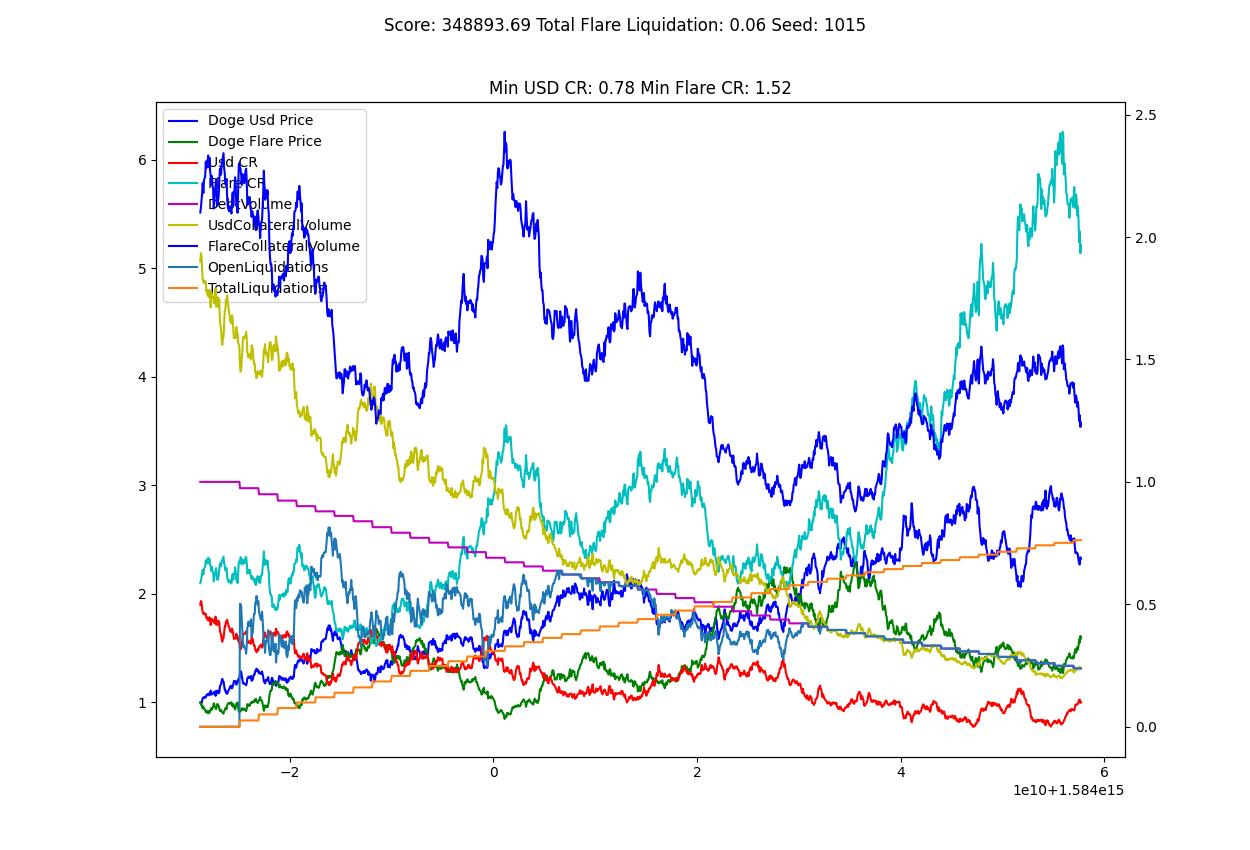 Score: 348893.69 Total Flare Liquidation: 0.06 Seed: 1015
Min USD CR: 0.78 Min Flare CR: 1.52
Doge Usd Price
Doge Flare Price
Usd CR
Flare CR
DebtVolume
UsdCollateralVolume
FlareCollateralVolume
OpenLiquidations
TotalLiquidations
6
5
4
3
2
1
2.5
2.0
1.5
1.0
0.5
0.0
−2
0
2
4
6
1e10+1.584e15